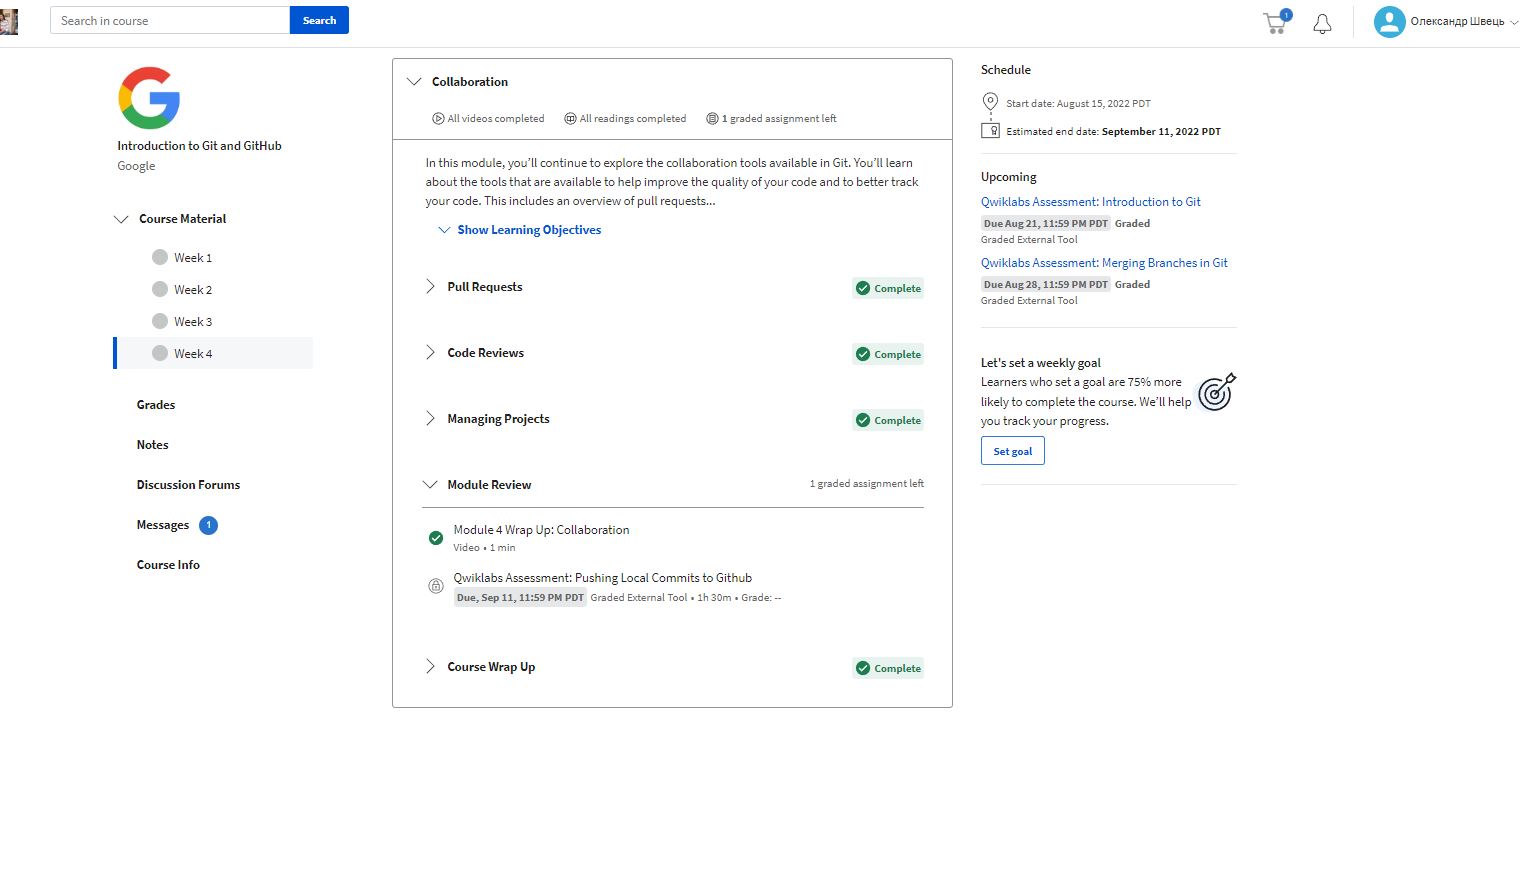 Search in course
Search
1
Олександр Швець
Introduction to Git and GitHub
Google
Course Material
Week 1
Week 2
Week 3
Week 4
Grades
Notes
Discussion Forums
Messages 1
Course Info
Collaboration
All videos completed All readings completed 1 graded assignment left
In this module, you’ll continue to explore the collaboration tools available in Git. You’ll learn
about the tools that are available to help improve the quality of your code and to better track
your code. This includes an overview of pull requests...
Show Learning Objectives
Pull Requests Complete
Code Reviews Complete
Managing Projects Complete
Module Review 1 graded assignment left
Module 4 Wrap Up: Collaboration
Video • 1 min
Qwiklabs Assessment: Pushing Local Commits to Github
Due, Sep 11, 11:59 PM PDT Graded External Tool • 1h 30m • Grade: --
Course Wrap Up Complete
Schedule
Start date: August 15, 2022 PDT
Estimated end date: September 11, 2022 PDT
Upcoming
Qwiklabs Assessment: Introduction to Git
Due Aug 21, 11:59 PM PDT Graded
Graded External Tool
Qwiklabs Assessment: Merging Branches in Git
Due Aug 28, 11:59 PM PDT Graded
Graded External Tool
Let's set a weekly goal
Learners who set a goal are 75% more
likely to complete the course. We’ll help
you track your progress.
Set goal